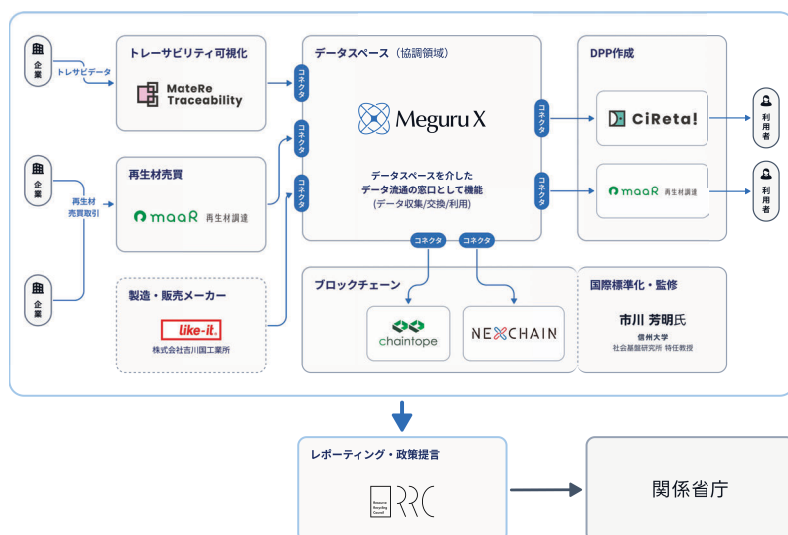 企業
トレサビデータ
トレーサビリティ可視化
MateRe
Traceability
コネクタ
データスペース（協調領域）
Meguru X
データスペースを介した
データ流通の窓口として機能
(データ収集/交換/利用)
コネクタ
DPP作成
CiReta!
利用者
企業
再生材
売買取引
再生材売買
maaR 再生材調達
コネクタ
コネクタ
maaR 再生材調達
利用者
企業
製造・販売メーカー
like-it.
株式会社吉川国工業所
コネクタ
コネクタ
コネクタ
ブロックチェーン
chaintope
NEXCHAIN
国際標準化・監修
市川 芳明氏
信州大学
社会基盤研究所 特任教授
レポーティング・政策提言
Resource
Recycling
Council
RRC
関係省庁